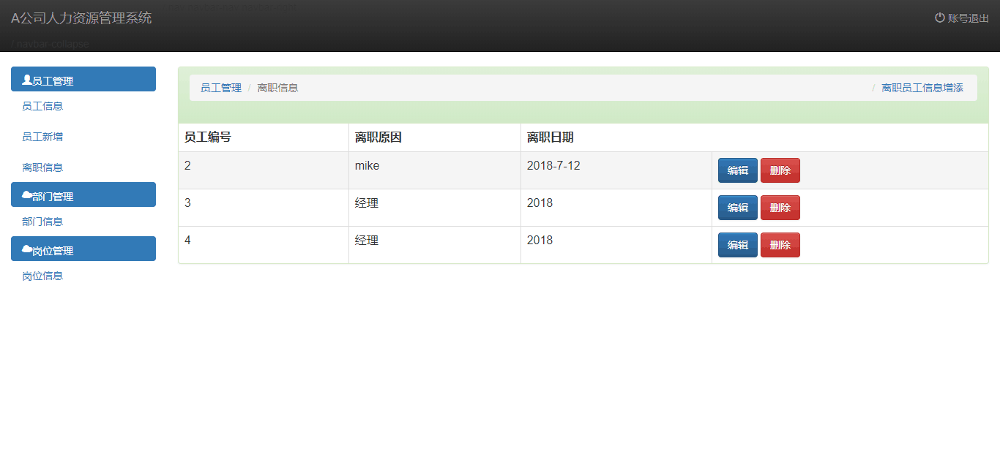 A公司人力资源管理系统
账号退出
/ navbar-collapse
员工管理
员工信息
员工新增
离职信息
部门管理
部门信息
岗位管理
岗位信息
员工管理 / 离职信息 / 离职员工信息增添
员工编号 离职原因 离职日期
2 mike 2018-7-12 编辑 删除
3 经理 2018 编辑 删除
4 经理 2018 编辑 删除